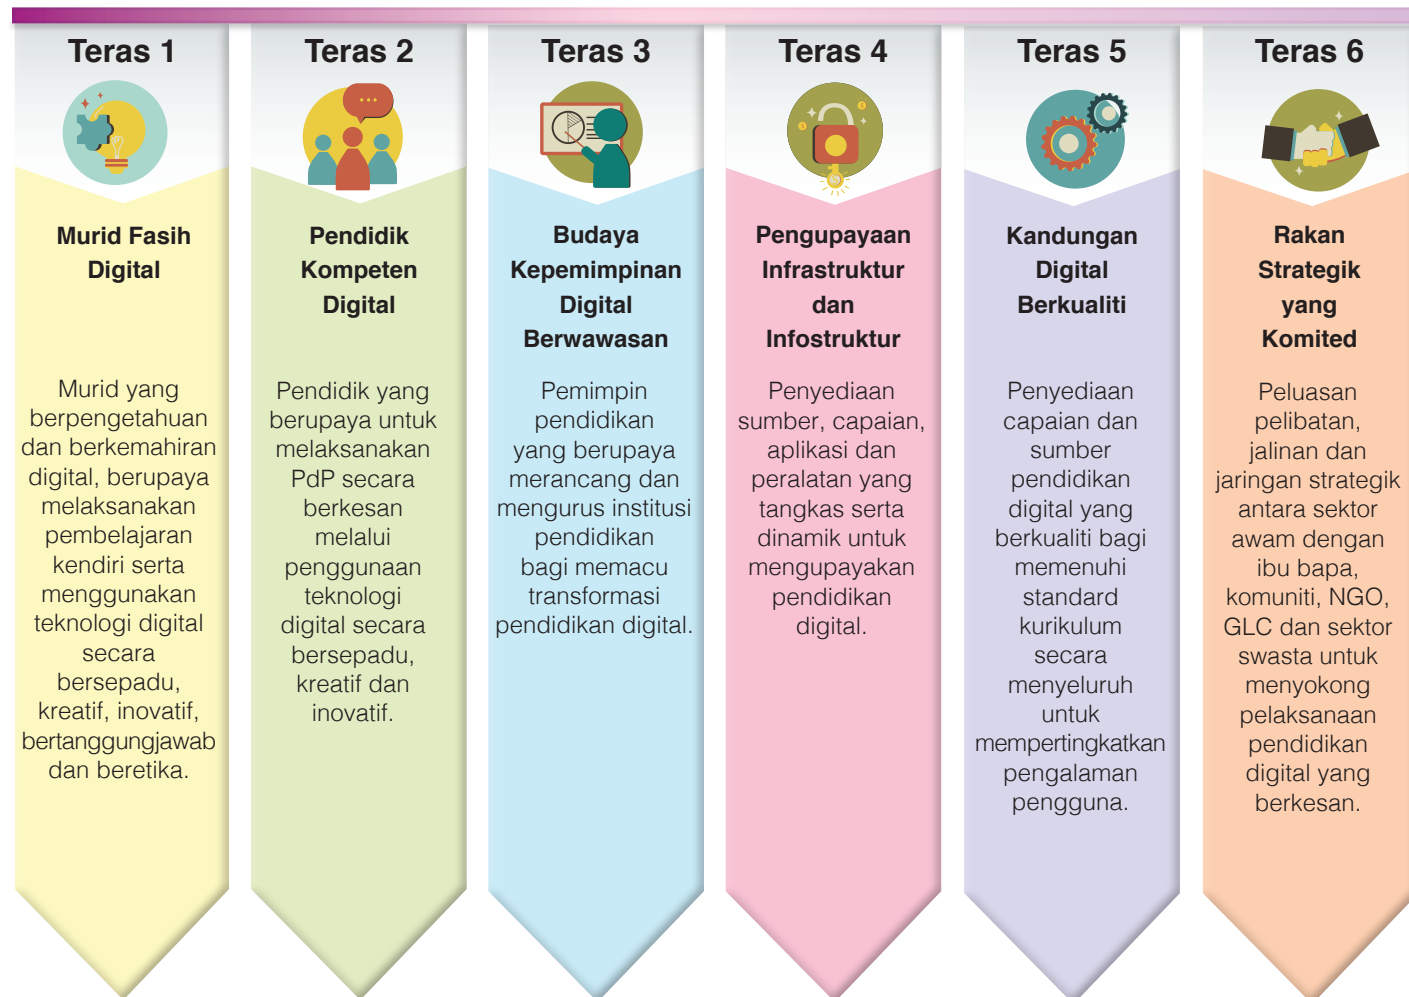 Teras 1
Murid Fasih
Digital
Murid yang
berpengetahuan
dan berkemahiran
digital, berupaya
melaksanakan
pembelajaran
kendiri serta
menggunakan
teknologi digital
secara
bersepadu,
kreatif, inovatif,
bertanggungjawab
dan beretika.
Teras 2
Pendidik
Kompeten
Digital
Pendidik yang
berupaya untuk
melaksanakan
PdP secara
berkesan
melalui
penggunaan
teknologi
digital secara
bersepadu,
kreatif dan
inovatif.
Teras 3
Budaya
Kepemimpinan
Digital
Berwawasan
Pemimpin
pendidikan
yang berupaya
merancang dan
mengurus institusi
pendidikan
bagi memacu
transformasi
pendidikan digital.
Teras 4
Pengupayaan
Infrastruktur
dan
Infostruktur
Penyediaan
sumber, capaian,
aplikasi dan
peralatan yang
tangkas serta
dinamik untuk
mengupayakan
pendidikan
digital.
Teras 5
Kandungan
Digital
Berkualiti
Penyediaan
capaian dan
sumber
pendidikan
digital yang
berkualiti bagi
memenuhi
standard
kurikulum
secara
menyeluruh
untuk
mempertingkatkan
pengalaman
pengguna.
Teras 6
Rakan
Strategik
yang
Komited
Peluasan
pelibatan,
jalinan dan
jaringan strategik
antara sektor
awam dengan
ibu bapa,
komuniti, NGO,
GLC dan sektor
swasta untuk
menyokong
pelaksanaan
pendidikan
digital yang
berkesan.